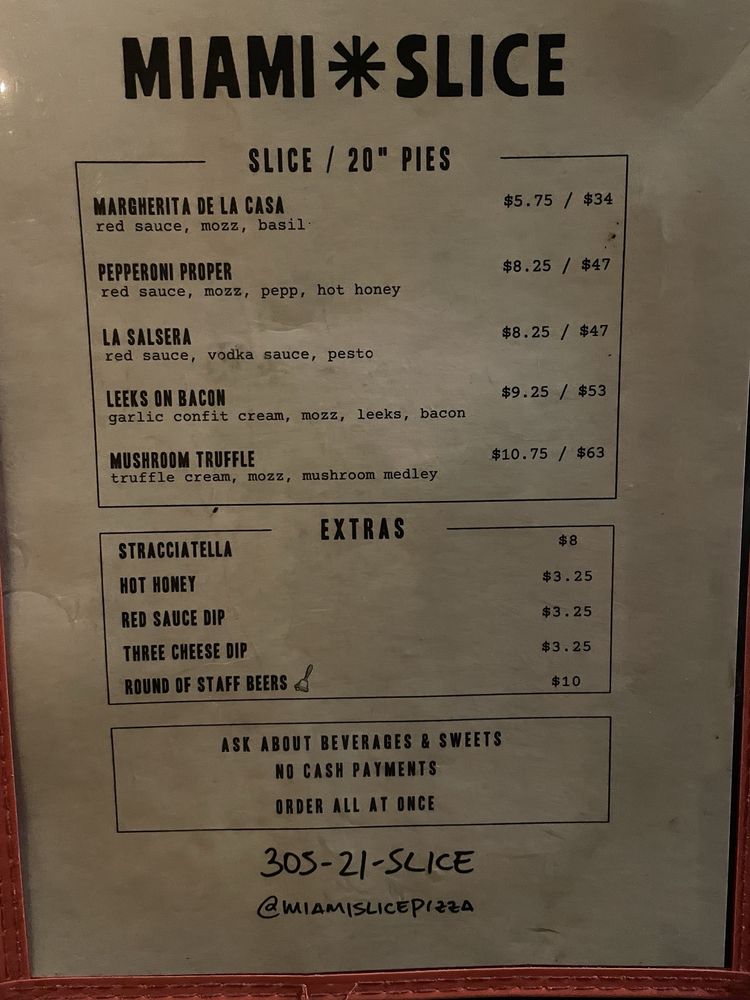 MIAMI*SLICE
SLICE / 20" PIES
MARGHERITA DE LA CASA $5.75 / $34
red sauce, mozz, basil
PEPPERONI PROPER $8.25 / $47
red sauce, mozz, pepp, hot honey
LA SALSERA $8.25 / $47
red sauce, vodka sauce, pesto
LEEKS ON BACON $9.25 / $53
garlic confit cream, mozz, leeks, bacon
MUSHROOM TRUFFLE $10.75 / $63
truffle cream, mozz, mushroom medley
EXTRAS
STRACCIATELLA $8
HOT HONEY $3.25
RED SAUCE DIP $3.25
THREE CHEESE DIP $3.25
ROUND OF STAFF BEERS $10
ASK ABOUT BEVERAGES & SWEETS
NO CASH PAYMENTS
ORDER ALL AT ONCE
305-21-SLICE
@MIAMISLICEPIZZA